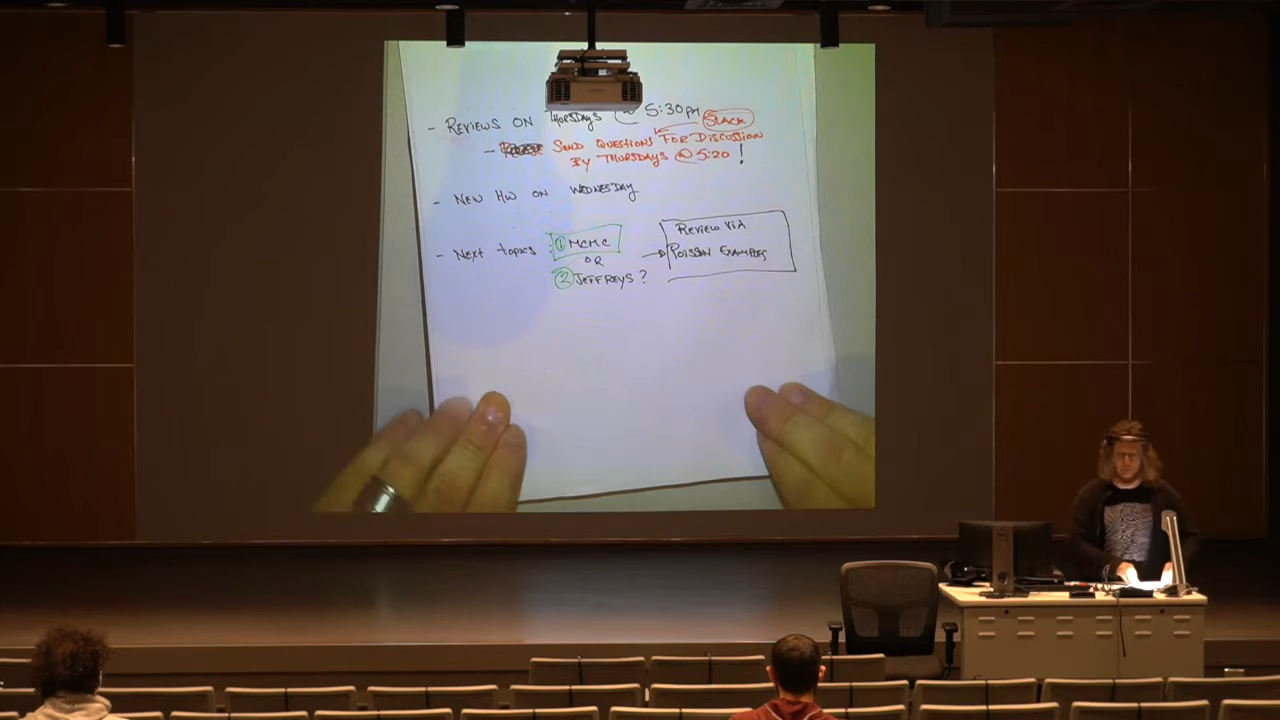 - REVIEWS ON THURSDAYS @ 5:30PM
SLACK
- SEND QUESTIONS FOR DISCUSSION
BY THURSDAYS @ 5:20 !
- NEW HW ON WEDNESDAY
- NEXT TOPICS : ① MCMC
OR
② JEFFREYS ?
REVIEW VIA
POISSON EXAMPLES